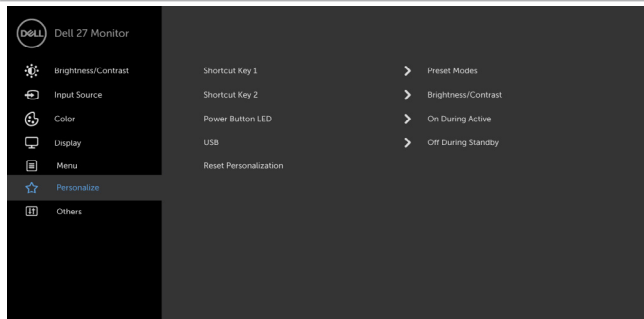 DELL Dell 27 Monitor
Brightness/Contrast
Input Source
Color
Display
Menu
Personalize
Others
Shortcut Key 1 Preset Modes
Shortcut Key 2 Brightness/Contrast
Power Button LED On During Active
USB Off During Standby
Reset Personalization